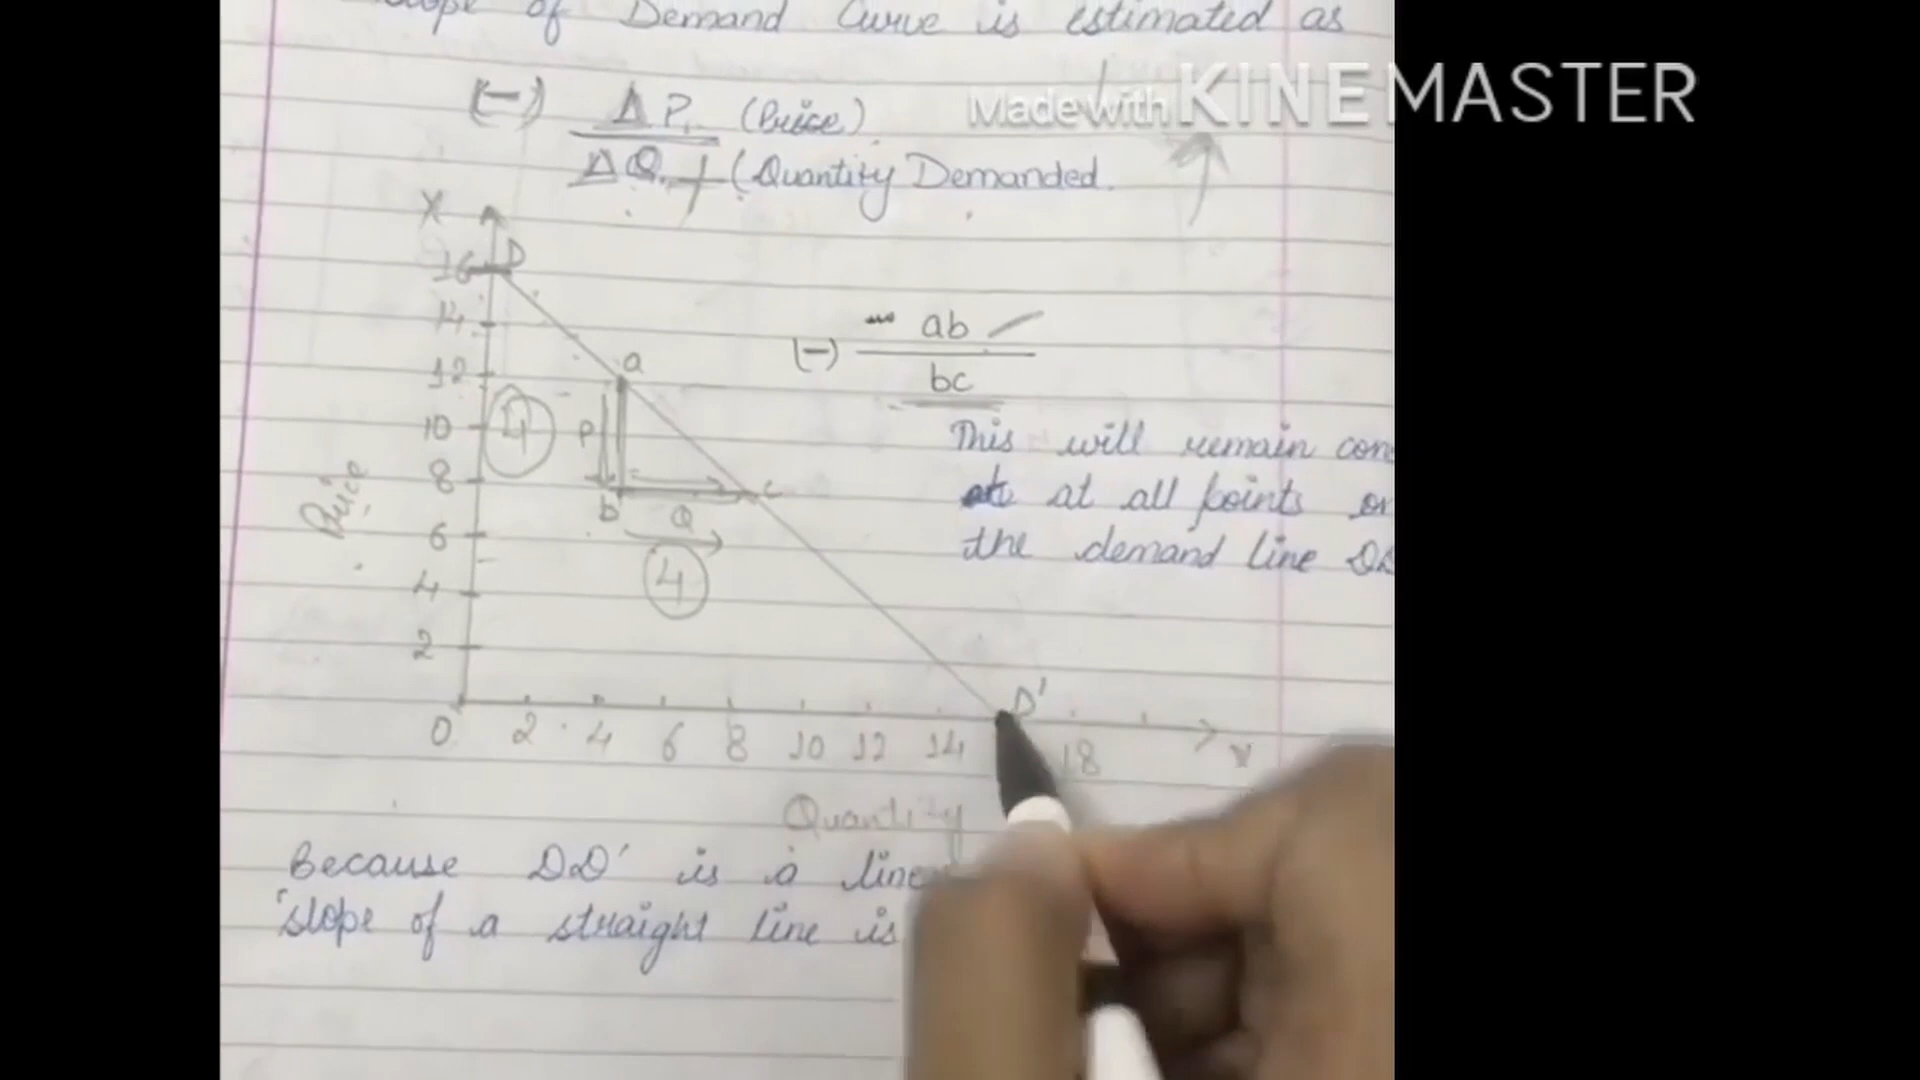 Slope of Demand Curve is estimated as
Made with KINEMASTER
(-) ΔP (Price)
ΔQ (Quantity Demanded.
X
16 D
14
12 a
10 4 P
8 c
b Q
6
4 4
2
Price
0 2 4 6 8 10 12 14 18 Y
D'
Quantity
(-) ab
bc
This will remain con
at all points on
the demand line DD
Because DD' is a line
slope of a straight line is